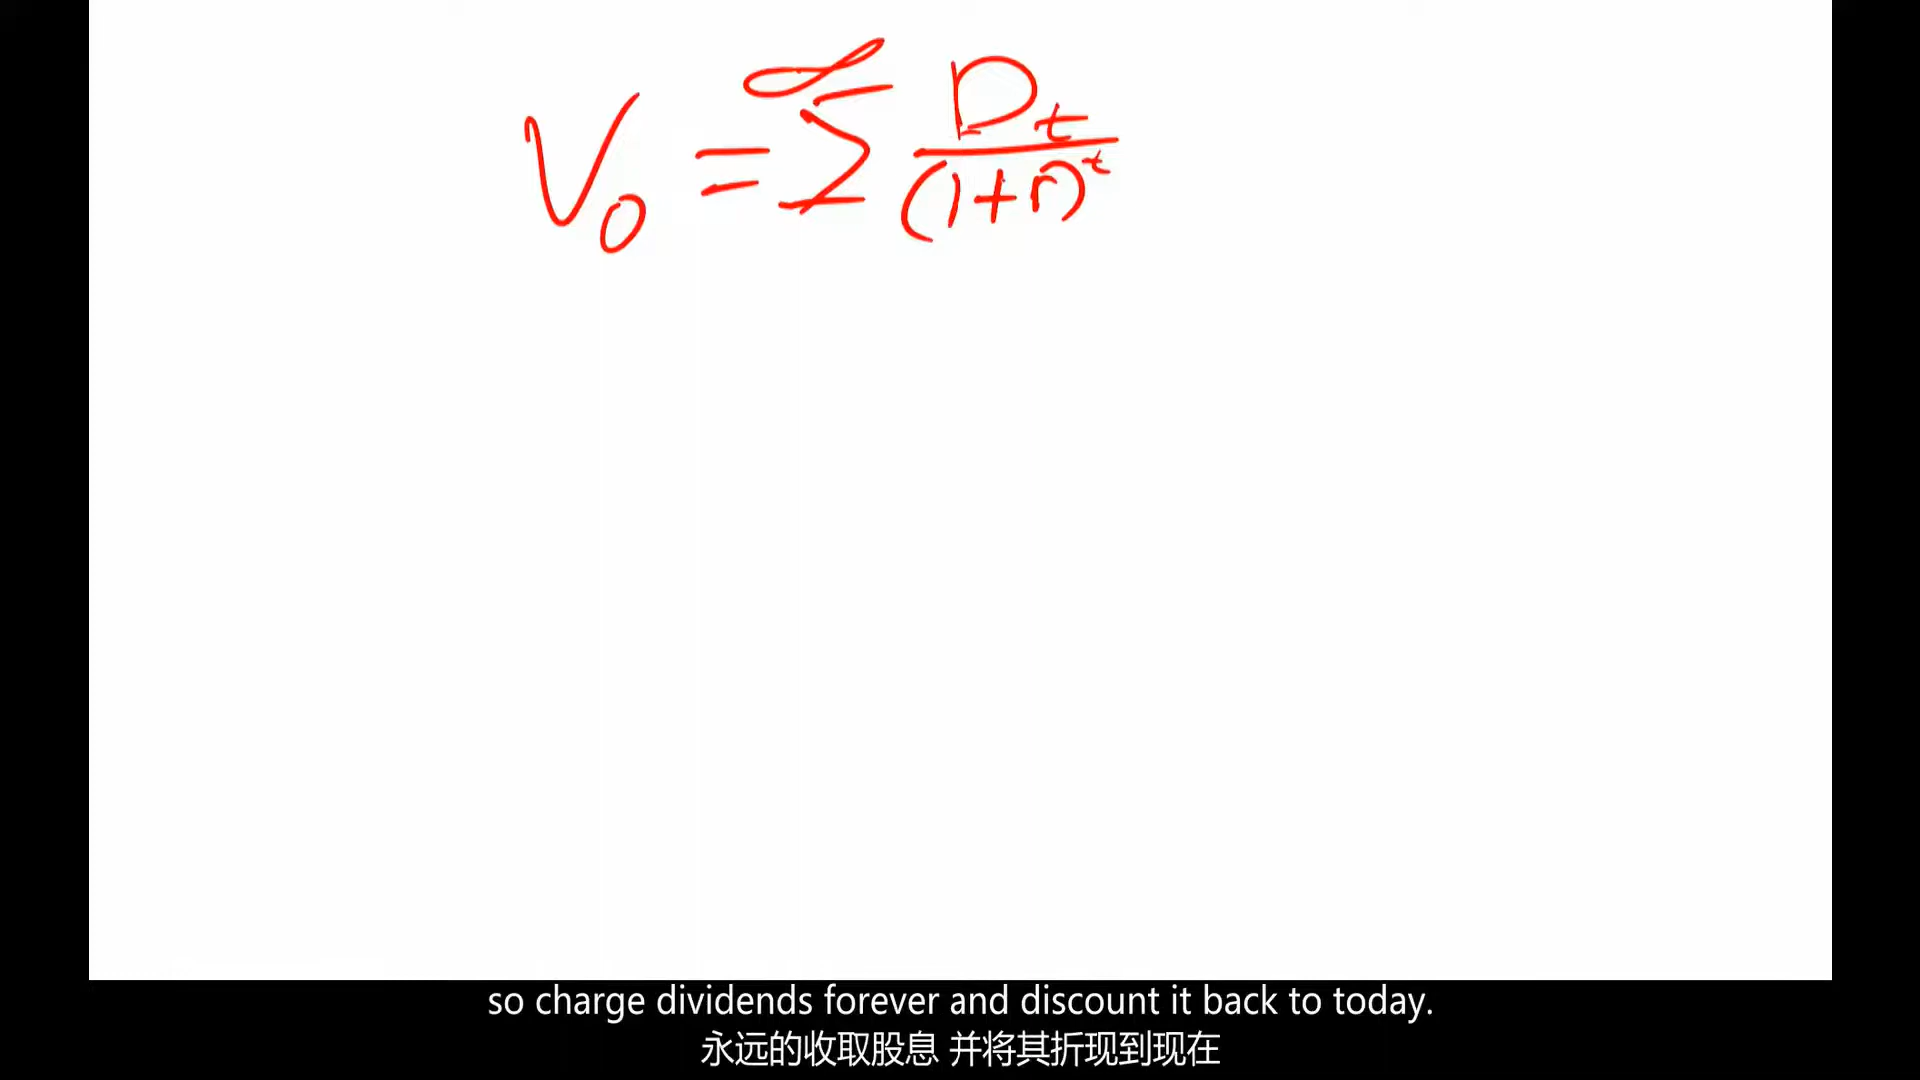 V₀ = ∞Σ Dₜ/(1+r)ᵗ
so charge dividends forever and discount it back to today.
永远的收取股息 并将其折现到现在